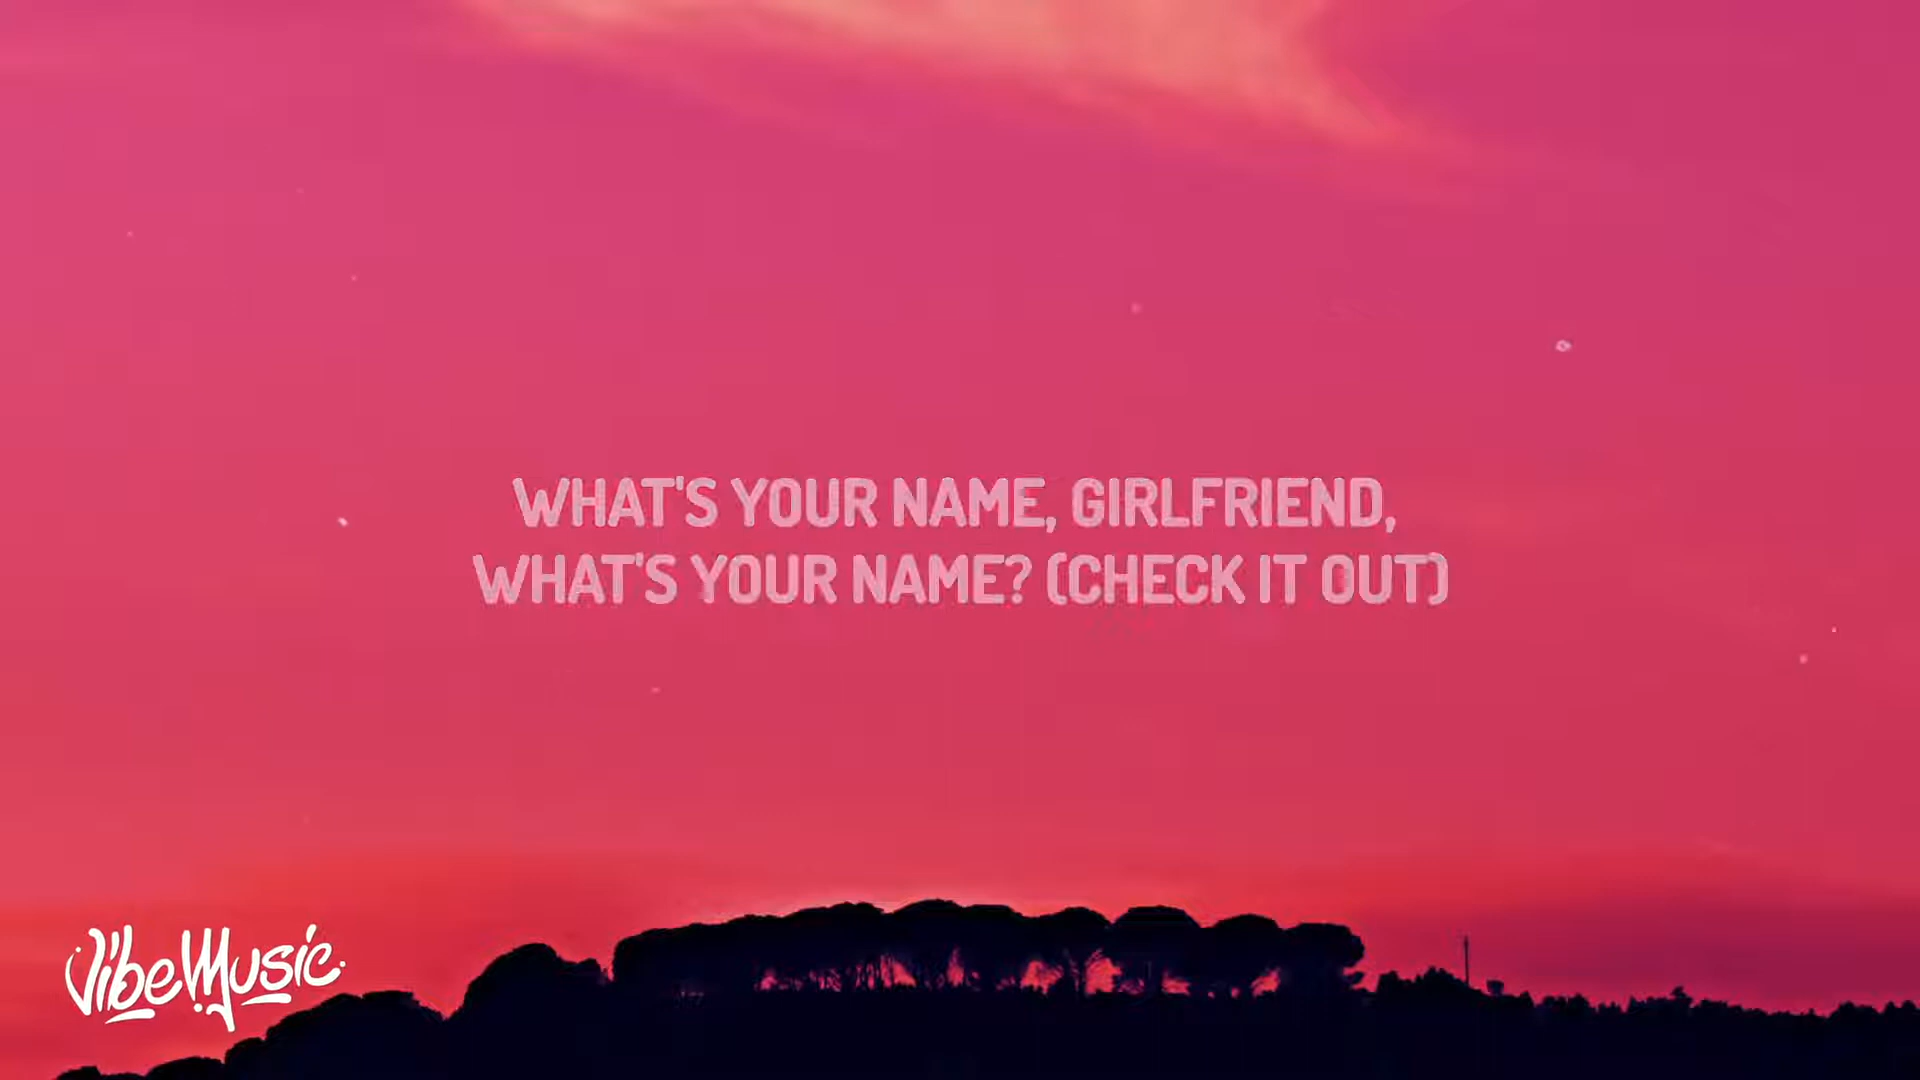 WHAT'S YOUR NAME, GIRLFRIEND,
WHAT'S YOUR NAME? (CHECK IT OUT)
VibeMusic